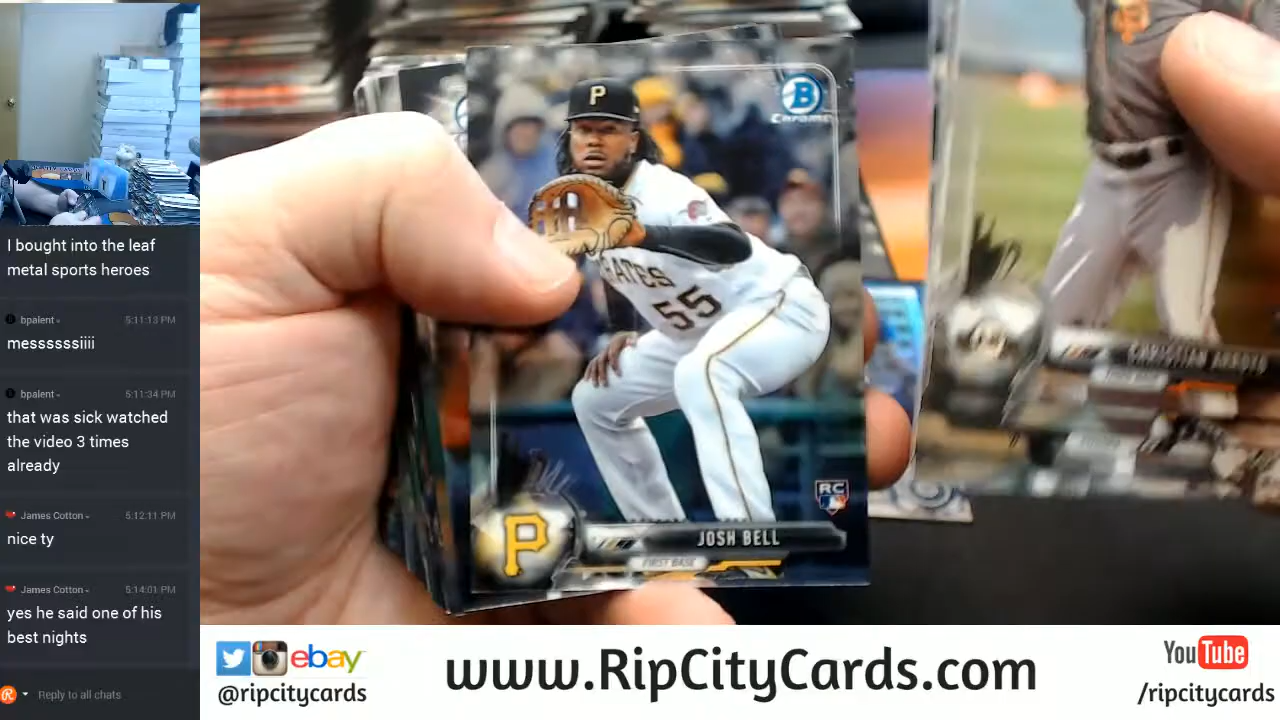 I bought into the leaf
metal sports heroes
bpalent
5:11:13 PM
messssssiiii
bpalent
5:11:34 PM
that was sick watched
the video 3 times
already
James Cotton
5:12:11 PM
nice ty
James Cotton
5:14:01 PM
yes he said one of his
best nights
Reply to all chats
P
B
Chrome
PIRATES
55
RC
P
JOSH BELL
FIRST BASE
CHRISTIAN ARROYO
ebay
@ripcitycards
www.RipCityCards.com
YouTube
/ripcitycards